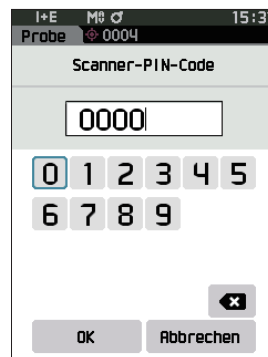 I+E M0 15:3
Probe 0004
Scanner-PIN-Code
0000
0 1 2 3 4 5
6 7 8 9
OK Abbrechen